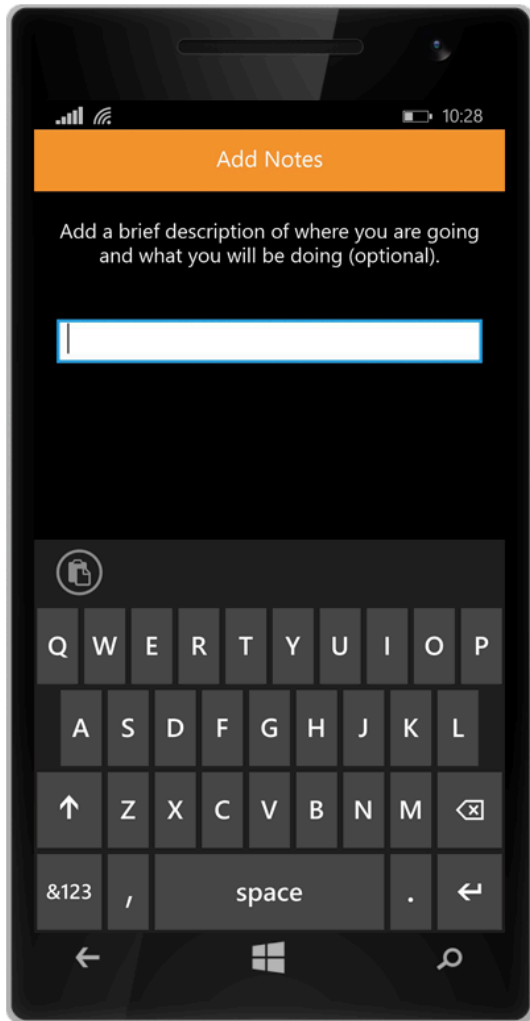 10:28
Add Notes
Add a brief description of where you are going
and what you will be doing (optional).
Q W E R T Y U I O P
A S D F G H J K L
Z X C V B N M
&123 , space .